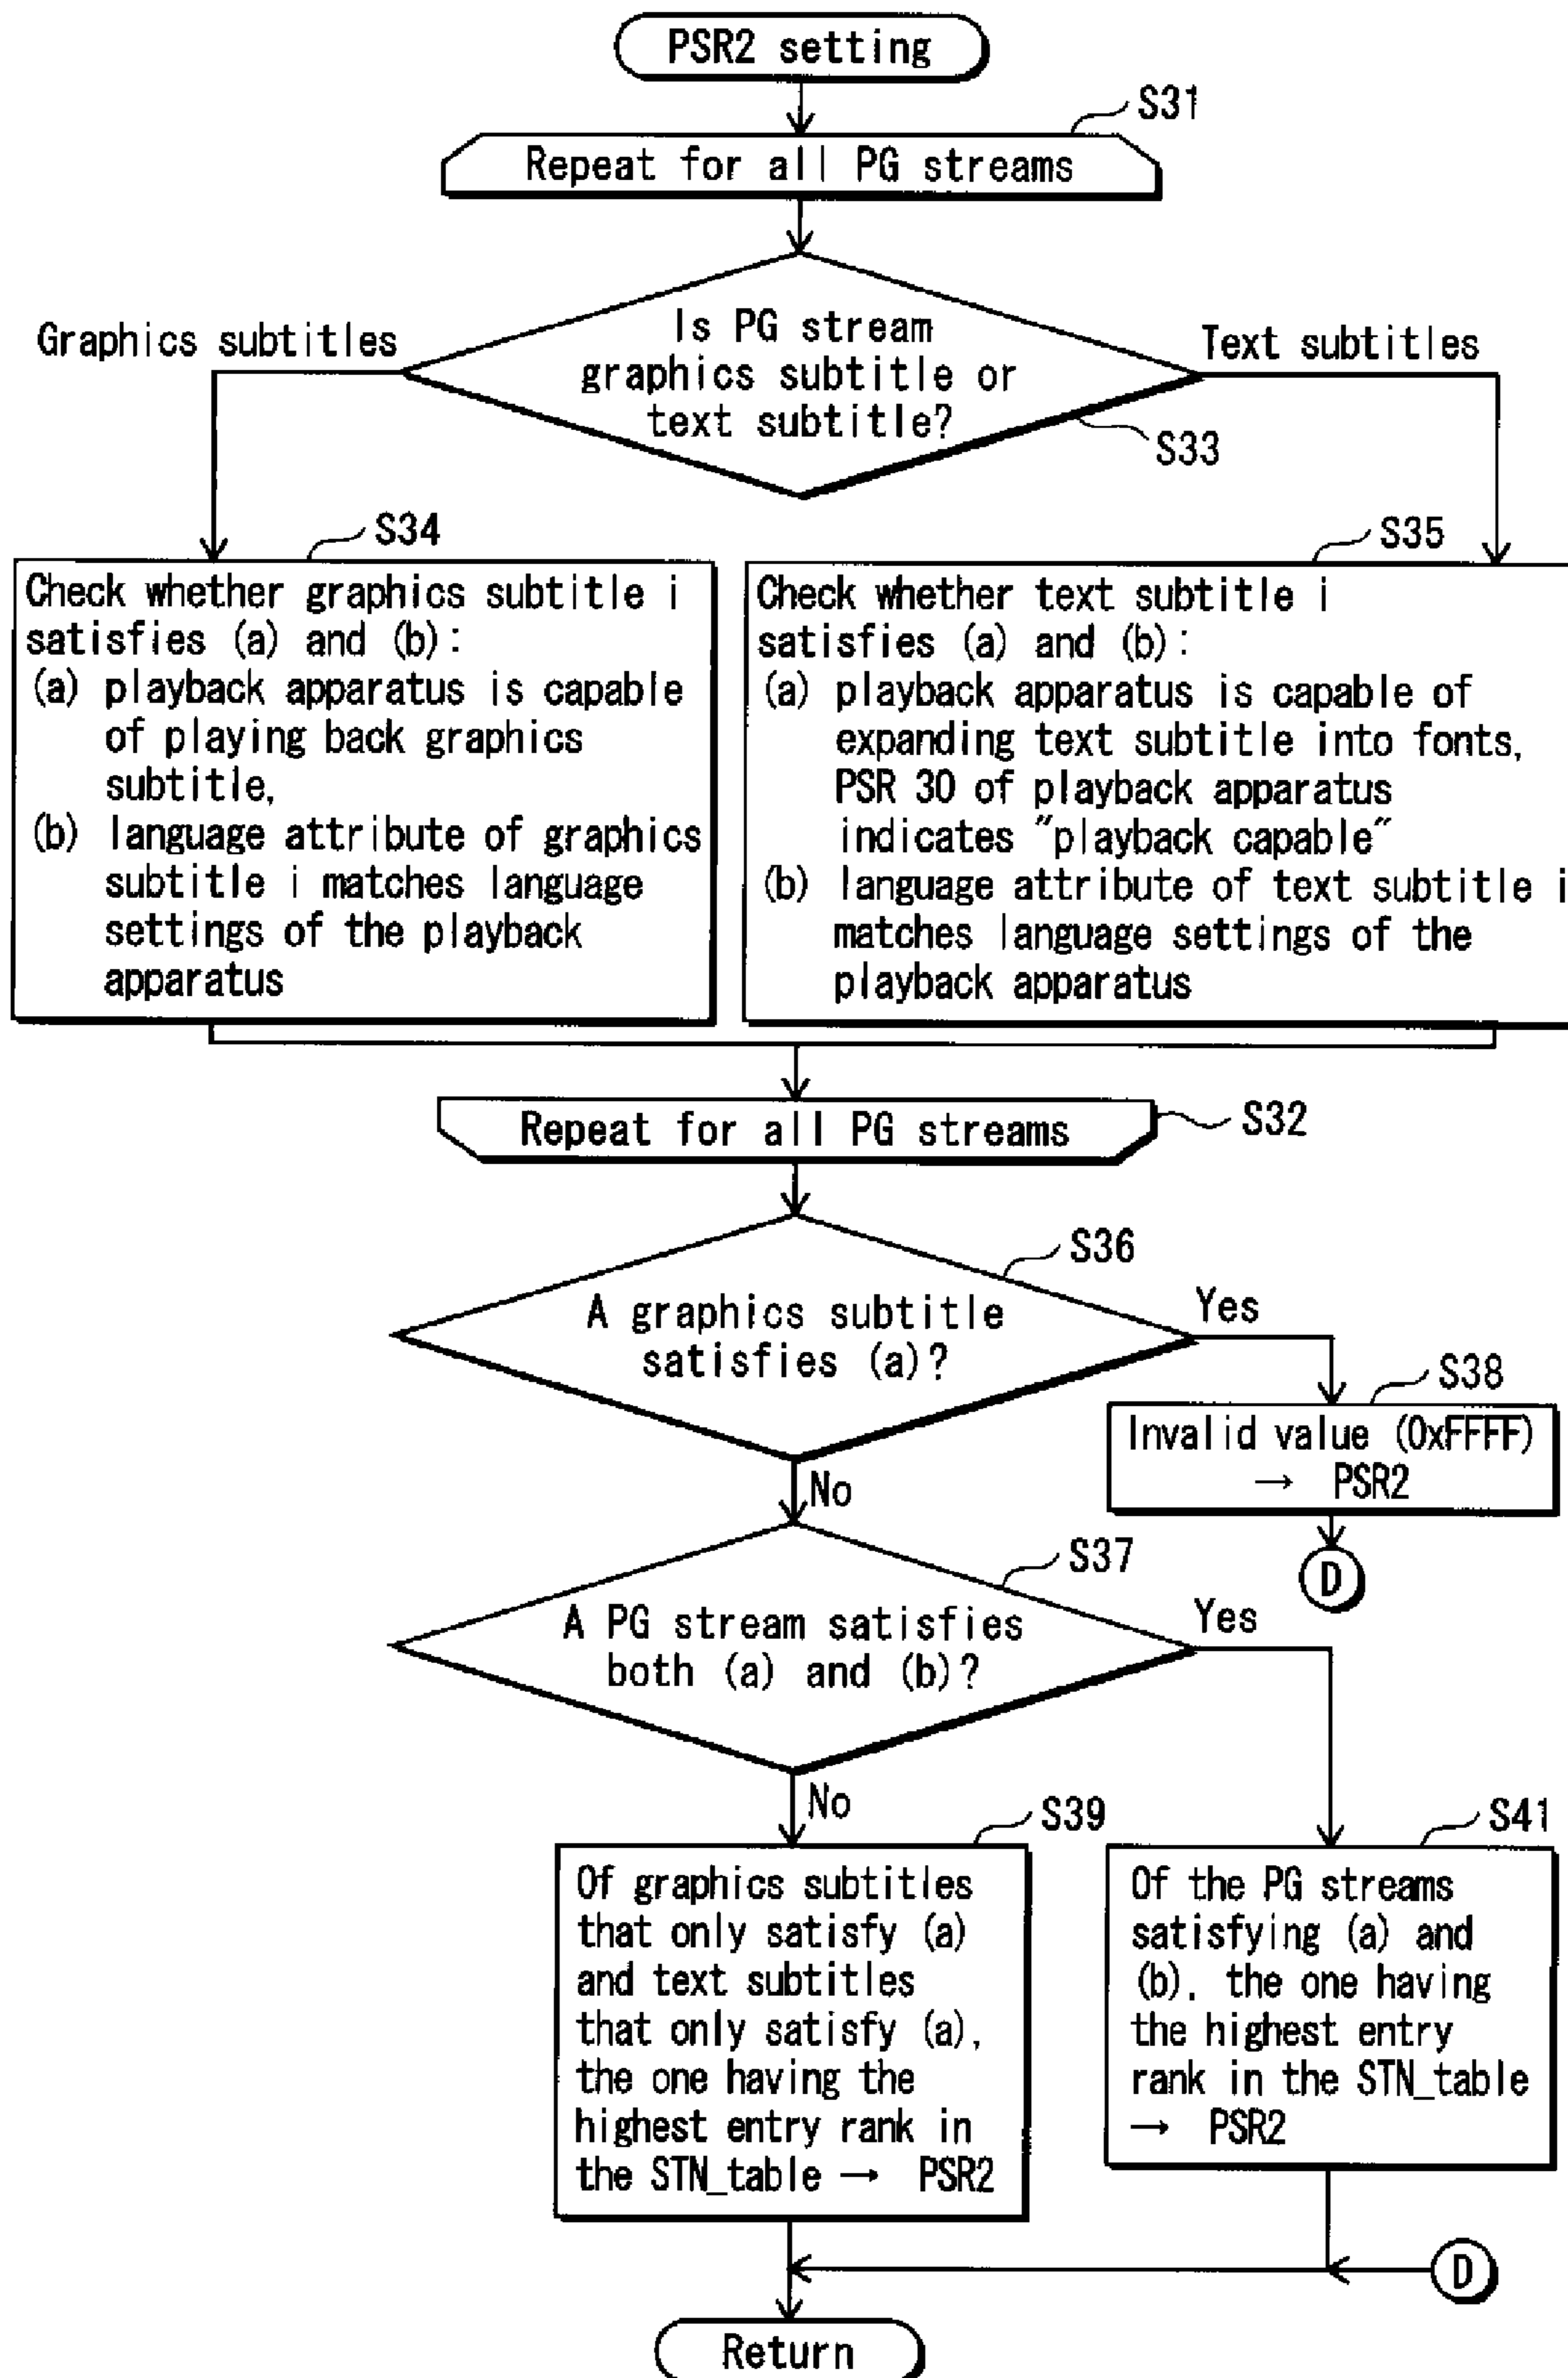 PSR2 setting
S31
Repeat for all PG streams
Is PG stream
graphics subtitle or
text subtitle?
Graphics subtitles
Text subtitles
S33
S34
Check whether graphics subtitle i
satisfies (a) and (b):
(a) playback apparatus is capable
of playing back graphics
subtitle,
(b) language attribute of graphics
subtitle i matches language
settings of the playback
apparatus
S35
Check whether text subtitle i
satisfies (a) and (b):
(a) playback apparatus is capable of
expanding text subtitle into fonts,
PSR 30 of playback apparatus
indicates "playback capable"
(b) language attribute of text subtitle i
matches language settings of the
playback apparatus
Repeat for all PG streams
S32
S36
A graphics subtitle
satisfies (a)?
Yes
S38
Invalid value (0xFFFF)
→ PSR2
D
No
S37
A PG stream satisfies
both (a) and (b)?
Yes
No
S39
Of graphics subtitles
that only satisfy (a)
and text subtitles
that only satisfy (a),
the one having the
highest entry rank in
the STN_table → PSR2
S41
Of the PG streams
satisfying (a) and
(b), the one having
the highest entry
rank in the STN_table
→ PSR2
D
Return